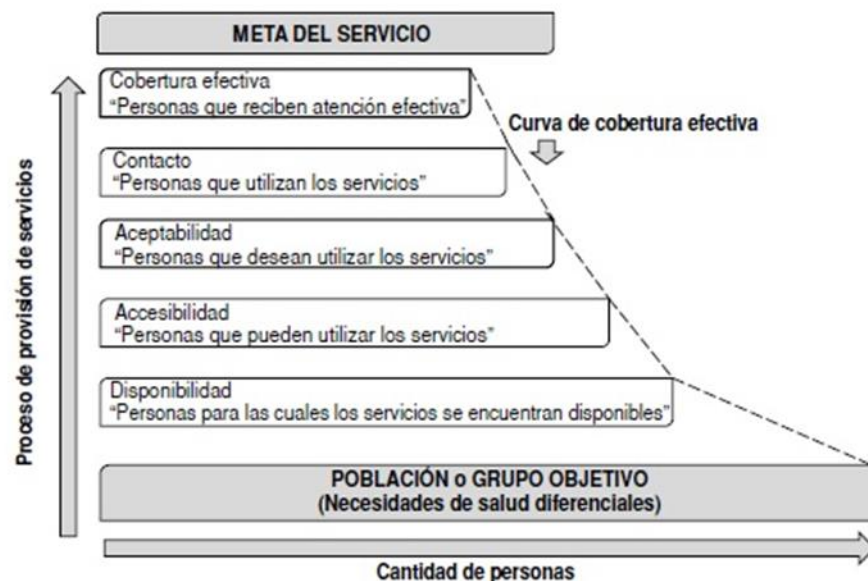 META DEL SERVICIO
Cobertura efectiva
“Personas que reciben atención efectiva”
Curva de cobertura efectiva
Contacto
“Personas que utilizan los servicios”
Aceptabilidad
“Personas que desean utilizar los servicios”
Accesibilidad
“Personas que pueden utilizar los servicios”
Disponibilidad
“Personas para las cuales los servicios se encuentran disponibles”
POBLACIÓN o GRUPO OBJETIVO
(Necesidades de salud diferenciales)
Proceso de provisión de servicios
Cantidad de personas